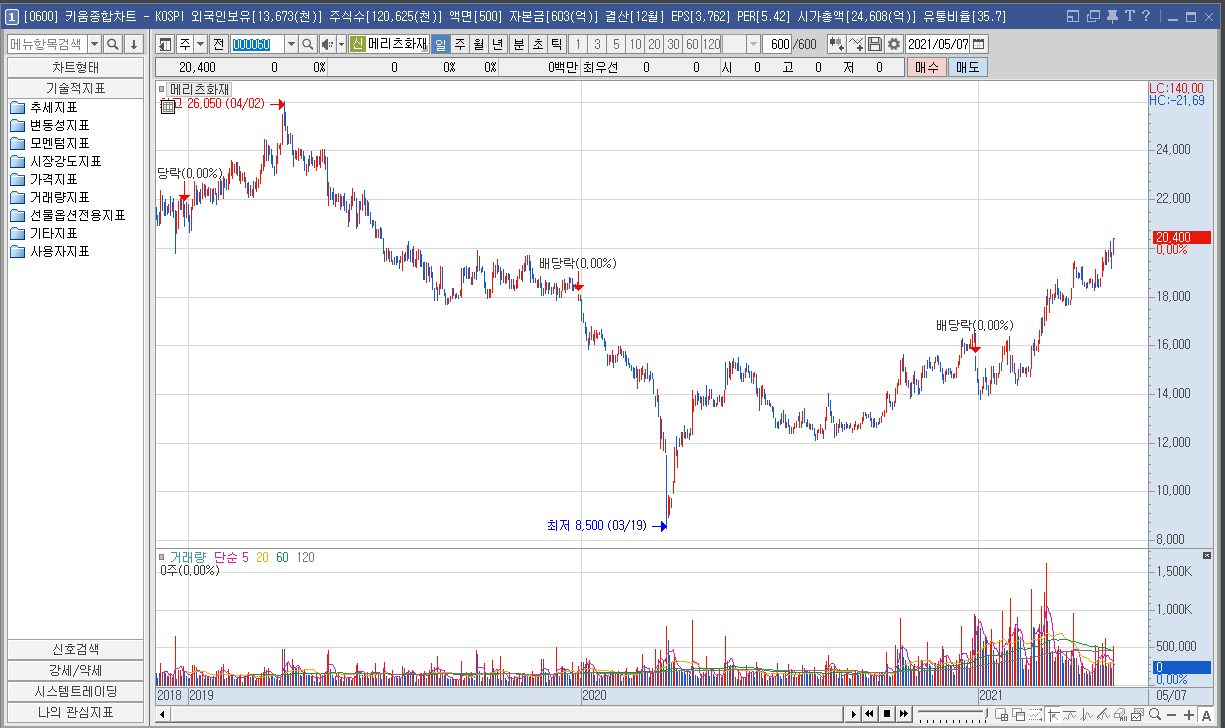 1 [0600] 키움종합차트 - KOSPI 외국인보유[13,673(천)] 주식수[120,625(천)] 액면[500] 자본금[603(억)] 결산[12월] EPS[3,762] PER[5.42] 시가총액[24,608(억)] 유통비율[35.7]
메뉴항목검색 주 전 000060 신 메리츠화재 일 주 월 년 분 초 틱 1 3 5 10 20 30 60 120 600 /600 2021/05/07
20,400 0 0% 0 0% 0% 0백만 최우선 0 0 시 0 고 0 저 0 매수 매도
차트형태
기술적지표
추세지표
변동성지표
모멘텀지표
시장강도지표
가격지표
거래량지표
선물옵션전용지표
기타지표
사용자지표
신호검색
강세/약세
시스템트레이딩
나의 관심지표
메리츠화재
26,050 (04/02)
당락(0,00%)
배당락(0,00%)
배당락(0,00%)
최저 8,500 (03/19)
LC:140,00
HC:-21,69
24,000
22,000
20,400
0,00%
18,000
16,000
14,000
12,000
10,000
8,000
거래량 단순 5 20 60 120
0주(0,00%)
1,500K
1,000K
500,000
0
0,00%
2018 2019 2020 2021 05/07